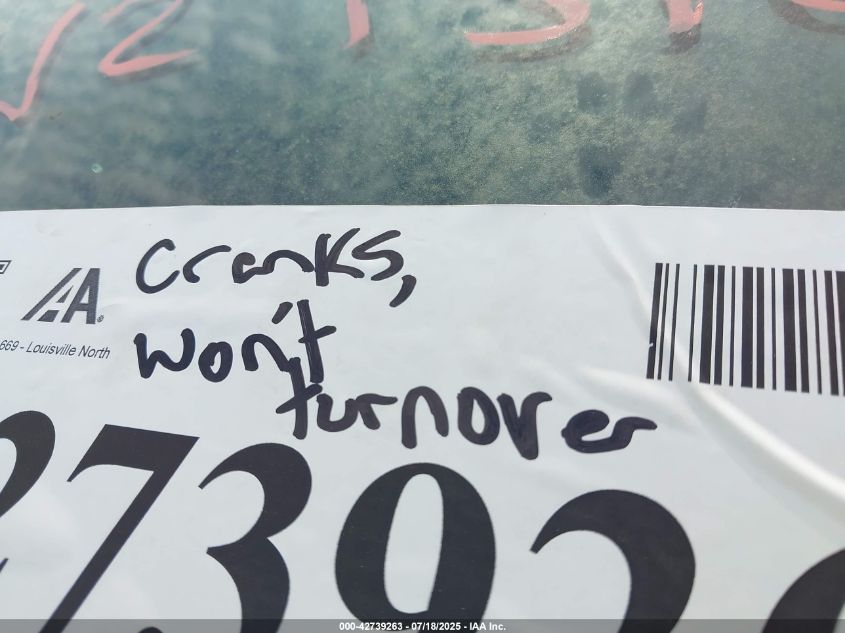 Cranks,
IAA
669 - Louisville North
won't
turnover
273926
000-42739263 - 07/18/2025 - IAA Inc.